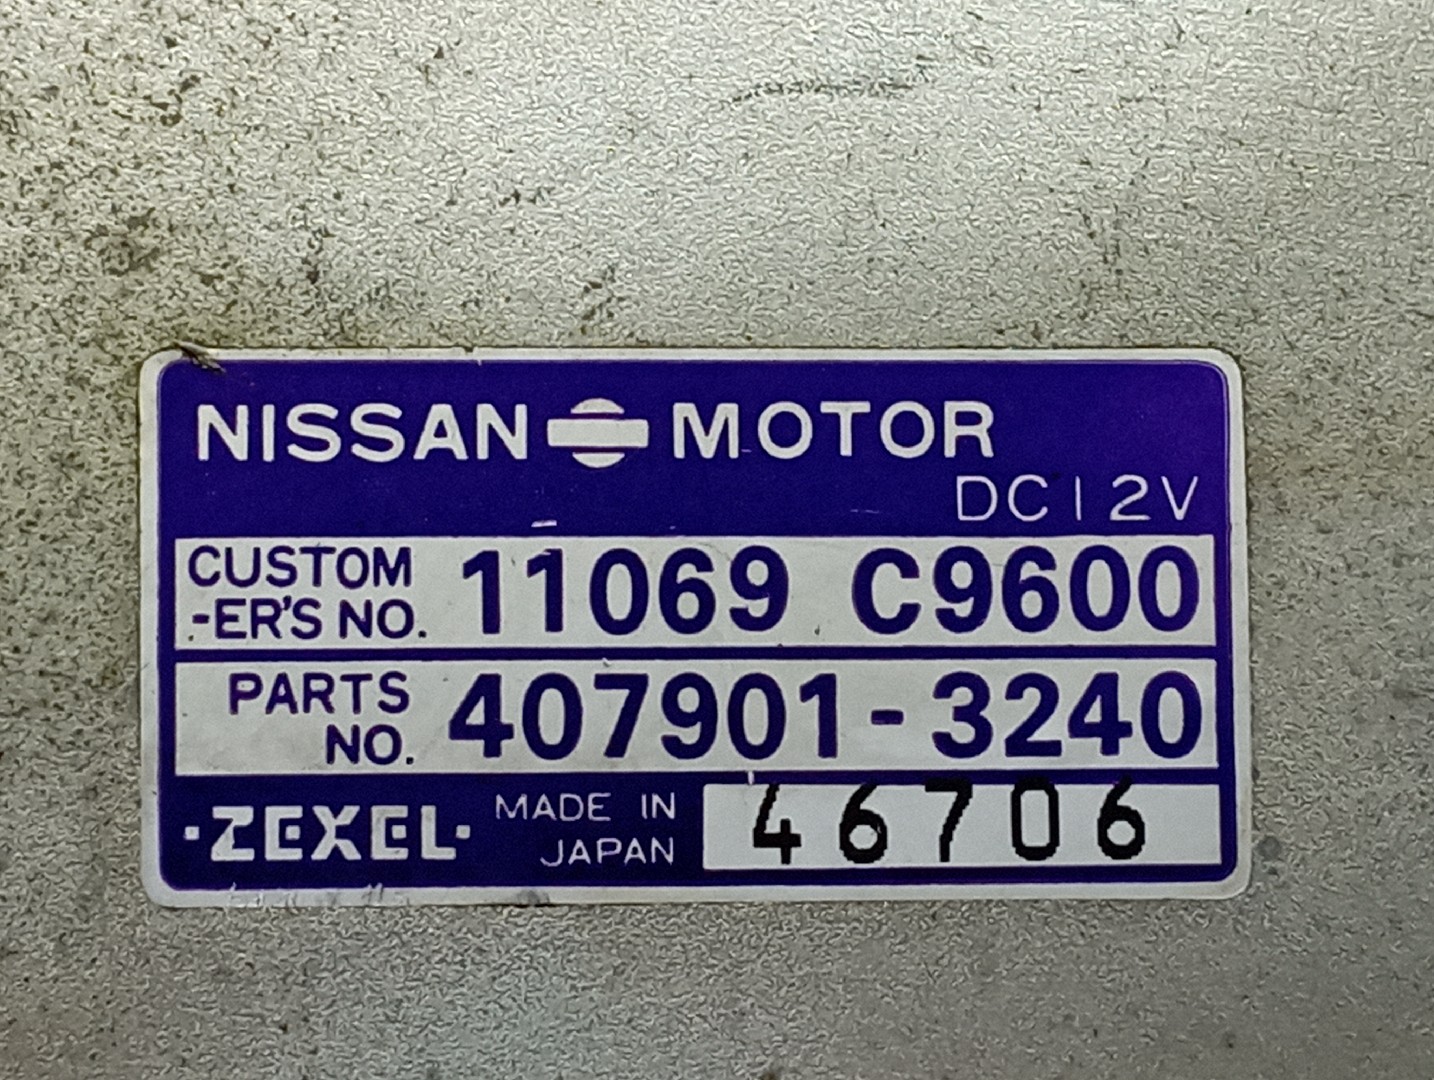 NISSAN MOTOR
DC12V
CUSTOM
-ER'S NO. 11069 C9600
PARTS
NO. 407901-3240
·ZEXEL· MADE IN
JAPAN 46706